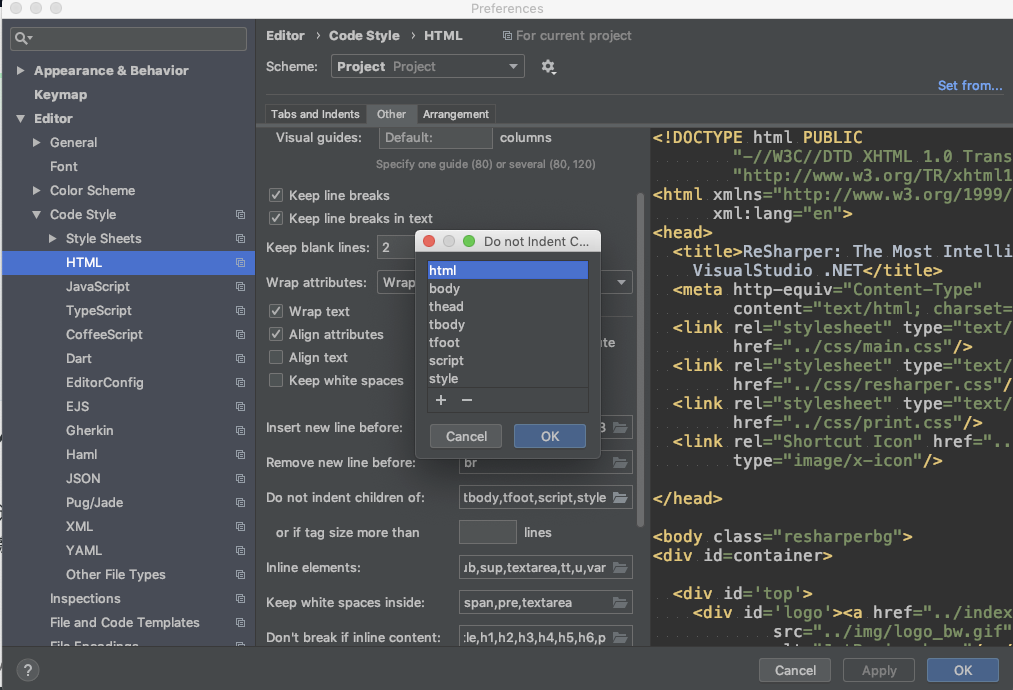 Preferences
Editor › Code Style › HTML
For current project
Scheme:
Project Project
Set from...
Appearance & Behavior
Keymap
Editor
General
Font
Color Scheme
Code Style
Style Sheets
HTML
JavaScript
TypeScript
CoffeeScript
Dart
EditorConfig
EJS
Gherkin
Haml
JSON
Pug/Jade
XML
YAML
Other File Types
Inspections
File and Code Templates
File Encodings
Tabs and Indents
Other
Arrangement
Visual guides:
Default:
columns
Specify one guide (80) or several (80, 120)
Keep line breaks
Keep line breaks in text
Keep blank lines:
2
Wrap attributes:
Wrap
Wrap text
Align attributes
Align text
Keep white spaces
Insert new line before:
Remove new line before:
br
Do not indent children of:
tbody,tfoot,script,style
or if tag size more than
lines
Inline elements:
sup,textarea,tt,u,var
Keep white spaces inside:
span,pre,textarea
Don't break if inline content:
h1,h2,h3,h4,h5,h6,p
Do not Indent C...
html
body
thead
tbody
tfoot
script
style
+ −
Cancel
OK
<!DOCTYPE html PUBLIC
"-//W3C//DTD XHTML 1.0 Trans
"http://www.w3.org/TR/xhtml1
<html xmlns="http://www.w3.org/1999/
xml:lang="en">
<head>
<title>ReSharper: The Most Intelli
VisualStudio .NET</title>
<meta http-equiv="Content-Type"
content="text/html; charset=
<link rel="stylesheet" type="text/
href="../css/main.css"/>
<link rel="stylesheet" type="text/
href="../css/resharper.css"/
<link rel="stylesheet" type="text/
href="../css/print.css"/>
<link rel="Shortcut Icon" href="..
type="image/x-icon"/>
</head>
<body class="resharperbg">
<div id=container>
<div id='top'>
<div id='logo'><a href="../index
src="../img/logo_bw.gif"
?
Cancel
Apply
OK